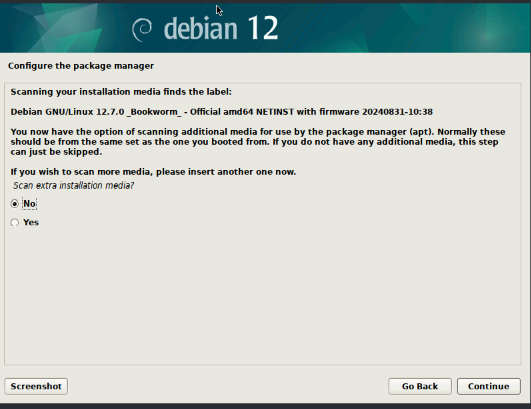 debian 12
Configure the package manager
Scanning your installation media finds the label:
Debian GNU/Linux 12.7.0 _Bookworm_ - Official amd64 NETINST with firmware 20240831-10:38
You now have the option of scanning additional media for use by the package manager (apt). Normally these
should be from the same set as the one you booted from. If you do not have any additional media, this step
can just be skipped.
If you wish to scan more media, please insert another one now.
Scan extra installation media?
No
Yes
Screenshot Go Back Continue